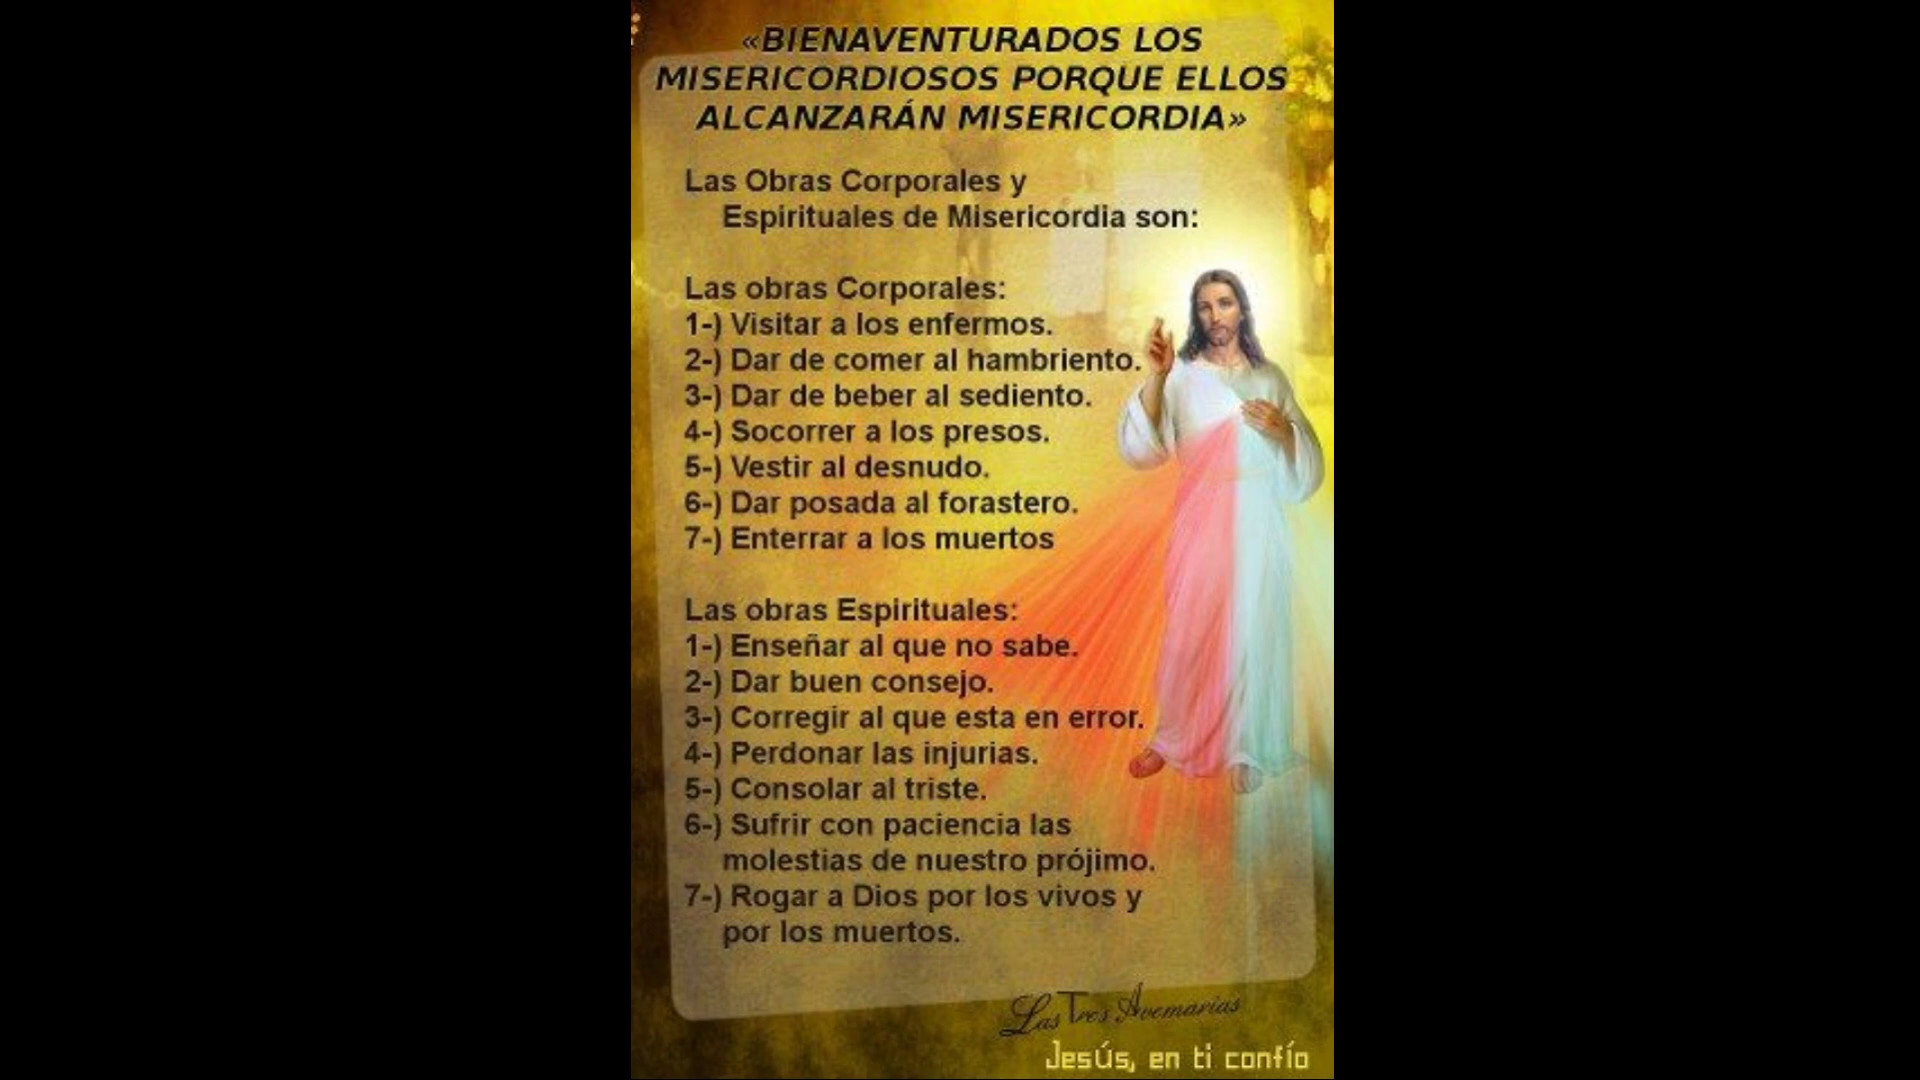 «BIENAVENTURADOS LOS
MISERICORDIOSOS PORQUE ELLOS
ALCANZARÁN MISERICORDIA»
Las Obras Corporales y
Espirituales de Misericordia son:
Las obras Corporales:
1-) Visitar a los enfermos.
2-) Dar de comer al hambriento.
3-) Dar de beber al sediento.
4-) Socorrer a los presos.
5-) Vestir al desnudo.
6-) Dar posada al forastero.
7-) Enterrar a los muertos
Las obras Espirituales:
1-) Enseñar al que no sabe.
2-) Dar buen consejo.
3-) Corregir al que esta en error.
4-) Perdonar las injurias.
5-) Consolar al triste.
6-) Sufrir con paciencia las
molestias de nuestro prójimo.
7-) Rogar a Dios por los vivos y
por los muertos.
Las Tres Avemarías
Jesús, en ti confío